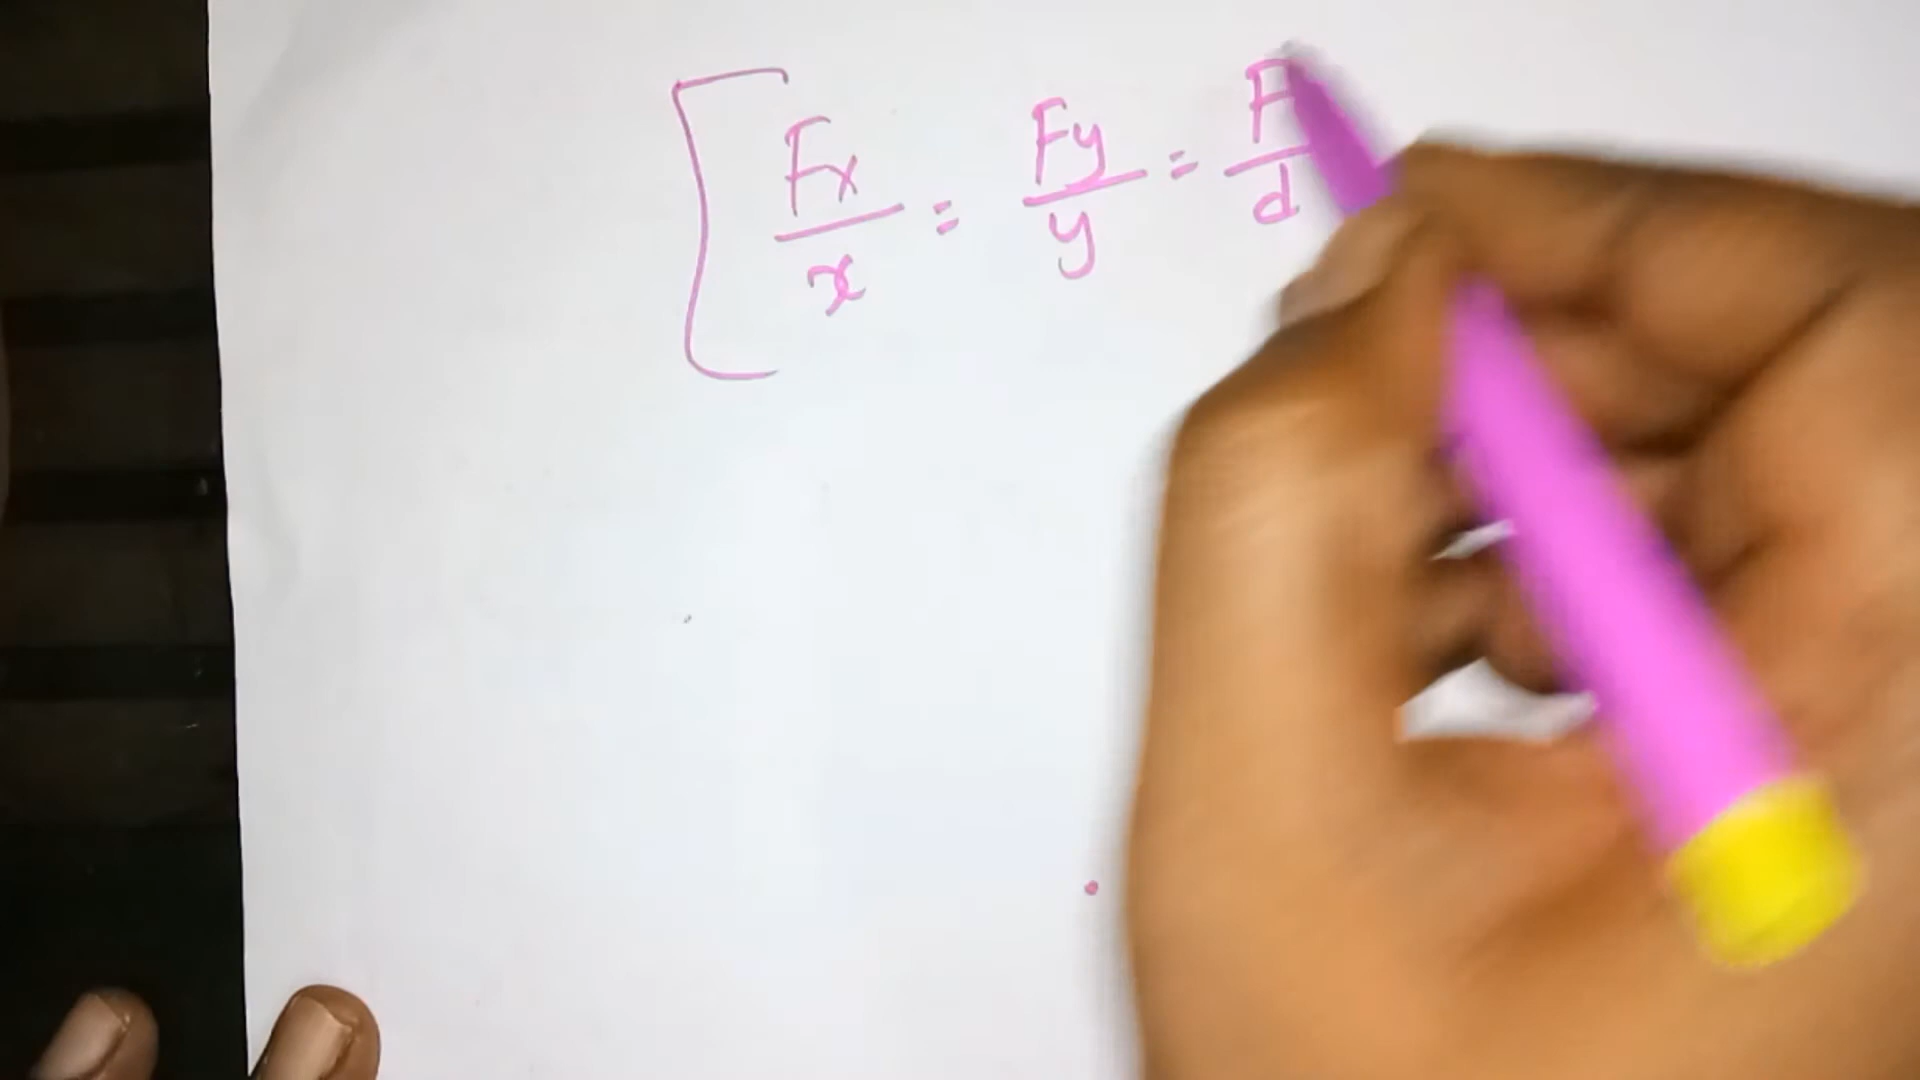 [ Fx/x = Fy/y = F/d